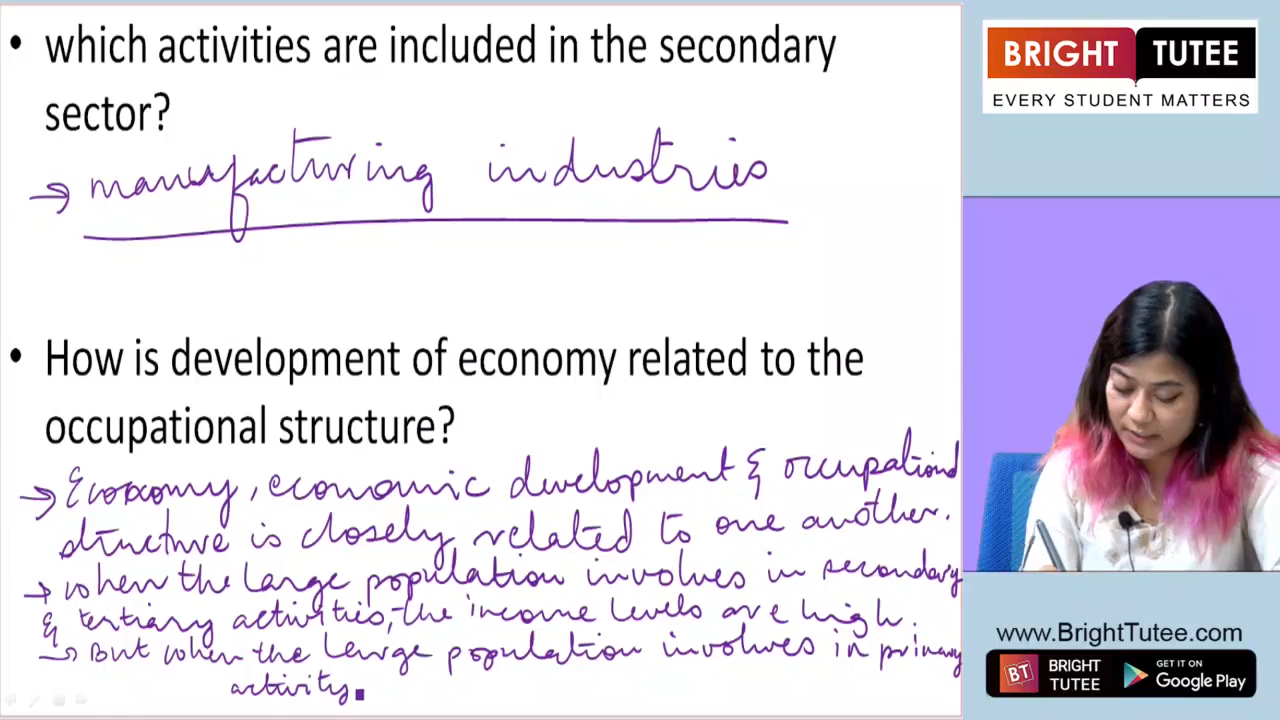 • which activities are included in the secondary
sector?
→ manufacturing industries
• How is development of economy related to the
occupational structure?
→ Economy, economic development & occupational
structure is closely related to one another.
→ when the large population involves in secondary
& tertiary activities, the income levels are high.
→ But when the large population involves in primary
activity
BRIGHT TUTEE
EVERY STUDENT MATTERS
www.BrightTutee.com
BT BRIGHT TUTEE
GET IT ON
Google Play